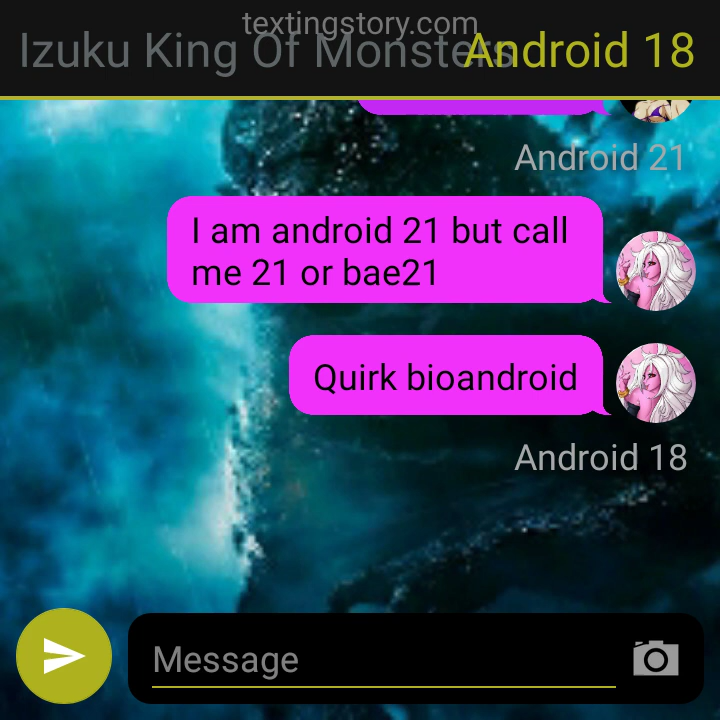 textingstory.com
Izuku King Of Monsters
Android 18
Android 21
I am android 21 but call
me 21 or bae21
Quirk bioandroid
Android 18
Message